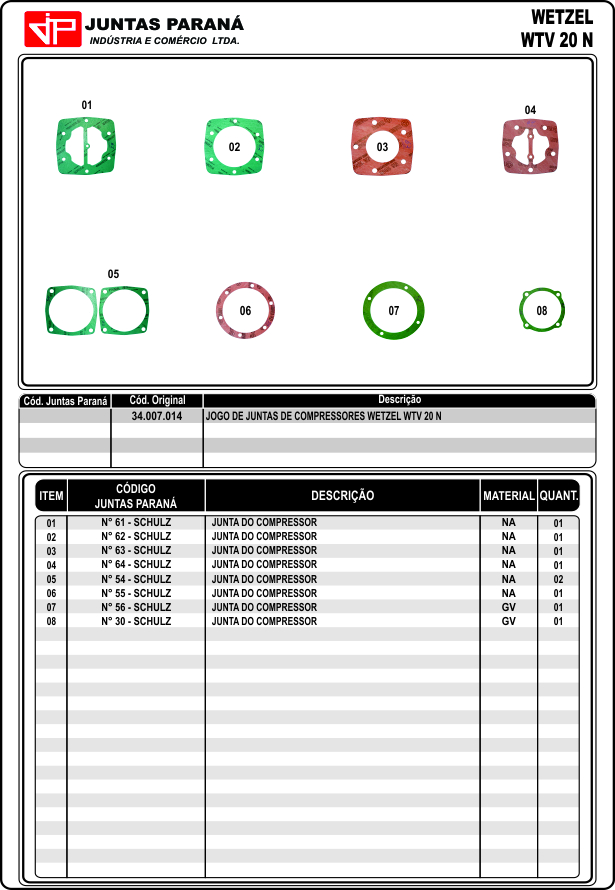 JP JUNTAS PARANÁ
INDÚSTRIA E COMÉRCIO LTDA.
WETZEL
WTV 20 N
01
02
03
04
05
06
07
08
Cód. Juntas Paraná Cód. Original Descrição
34.007.014 JOGO DE JUNTAS DE COMPRESSORES WETZEL WTV 20 N
ITEM CÓDIGO JUNTAS PARANÁ DESCRIÇÃO MATERIAL QUANT.
01 N° 61 - SCHULZ JUNTA DO COMPRESSOR NA 01
02 N° 62 - SCHULZ JUNTA DO COMPRESSOR NA 01
03 N° 63 - SCHULZ JUNTA DO COMPRESSOR NA 01
04 N° 64 - SCHULZ JUNTA DO COMPRESSOR NA 01
05 N° 54 - SCHULZ JUNTA DO COMPRESSOR NA 02
06 N° 55 - SCHULZ JUNTA DO COMPRESSOR NA 01
07 N° 56 - SCHULZ JUNTA DO COMPRESSOR GV 01
08 N° 30 - SCHULZ JUNTA DO COMPRESSOR GV 01